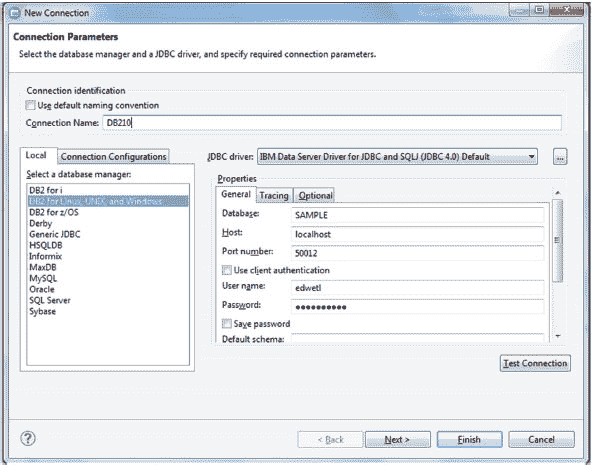 New Connection
Connection Parameters
Select the database manager and a JDBC driver, and specify required connection parameters.
Connection identification
Use default naming convention
Connection Name: DB210
Local
Connection Configurations
Select a database manager:
DB2 for i
DB2 for Linux, UNIX, and Windows
DB2 for z/OS
Derby
Generic JDBC
HSQLDB
Informix
MaxDB
MySQL
Oracle
SQL Server
Sybase
JDBC driver: IBM Data Server Driver for JDBC and SQLJ (JDBC 4.0) Default
...
Properties
General Tracing Optional
Database: SAMPLE
Host: localhost
Port number: 50012
Use client authentication
User name: edwetl
Password: ●●●●●●●●●●
Save password
Default schema:
Test Connection
?
< Back
Next >
Finish
Cancel